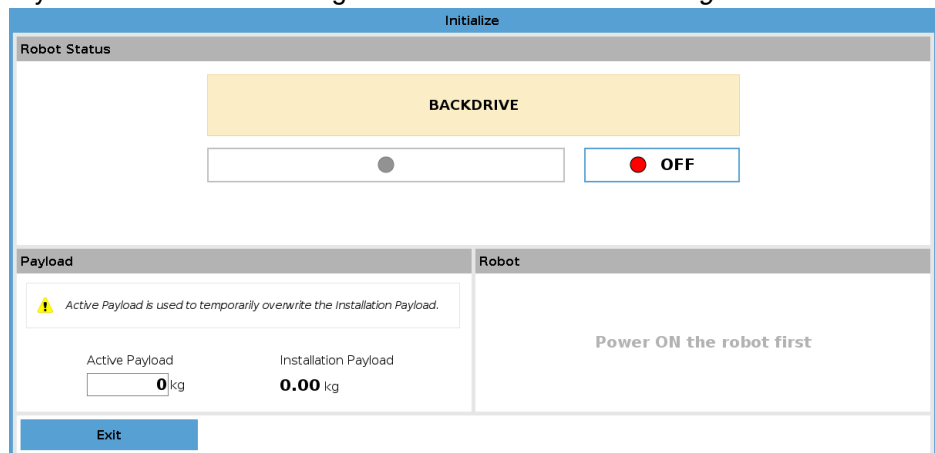 Initialize
Robot Status
BACKDRIVE
OFF
Payload
Active Payload is used to temporarily overwrite the Installation Payload.
Active Payload
Installation Payload
0 kg
0.00 kg
Robot
Power ON the robot first
Exit